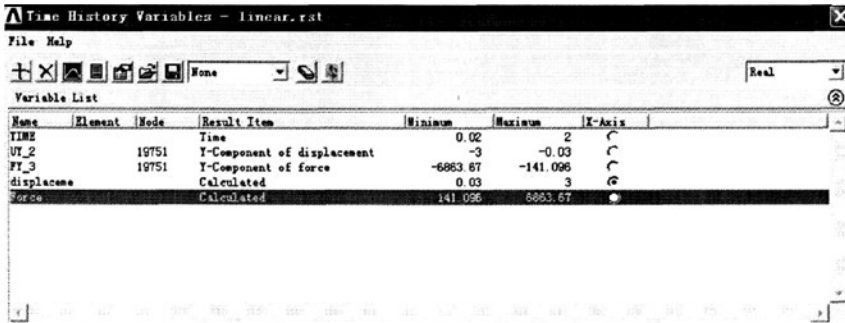 Time History Variables - linear.rst
File Help
None Real
Variable List
Name Element Node Result Item Minimum Maximum X-Axis
TIME Time 0.02 2
UY_2 19751 Y-Component of displacement -3 -0.03
FY_3 19751 Y-Component of force -6863.67 -141.096
displaceme Calculated 0.03 3
Force Calculated 141.096 6863.67